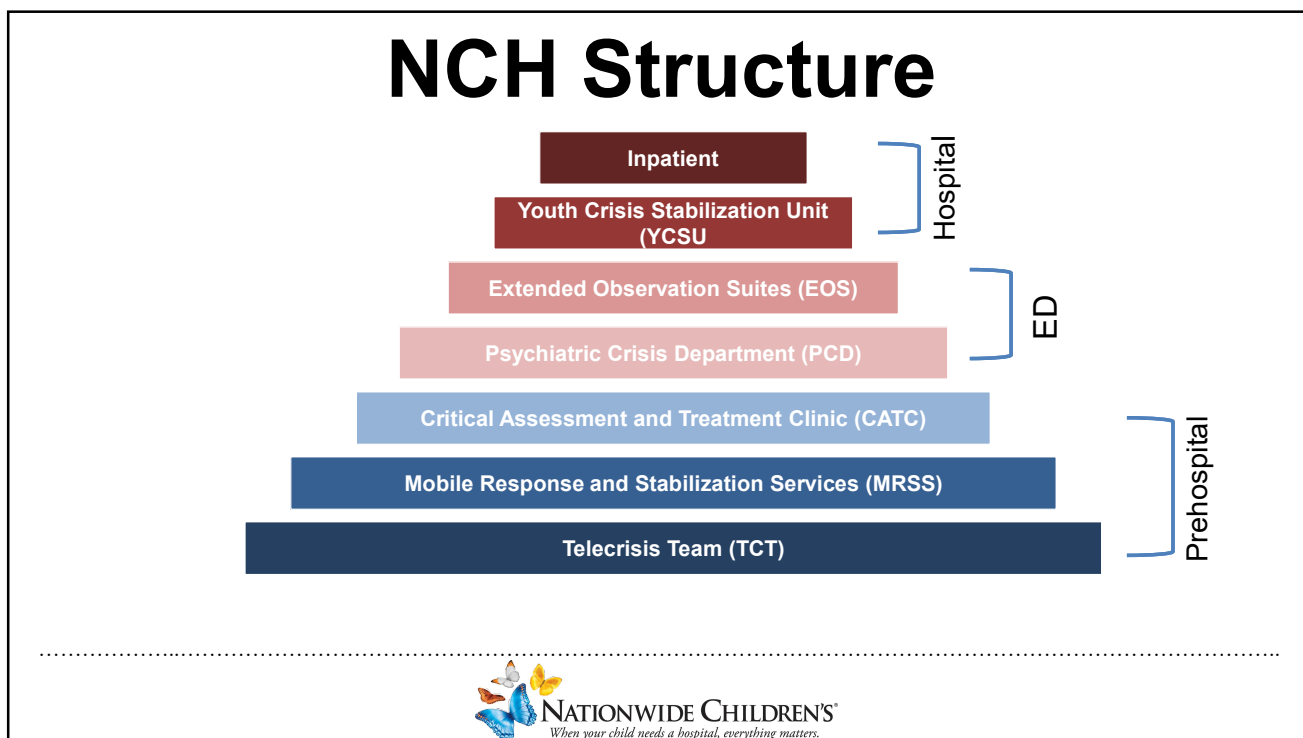 NCH Structure
Inpatient
Youth Crisis Stabilization Unit
(YCSU
Hospital
Extended Observation Suites (EOS)
Psychiatric Crisis Department (PCD)
ED
Critical Assessment and Treatment Clinic (CATC)
Mobile Response and Stabilization Services (MRSS)
Telecrisis Team (TCT)
Prehospital
NATIONWIDE CHILDREN'S®
When your child needs a hospital, everything matters.